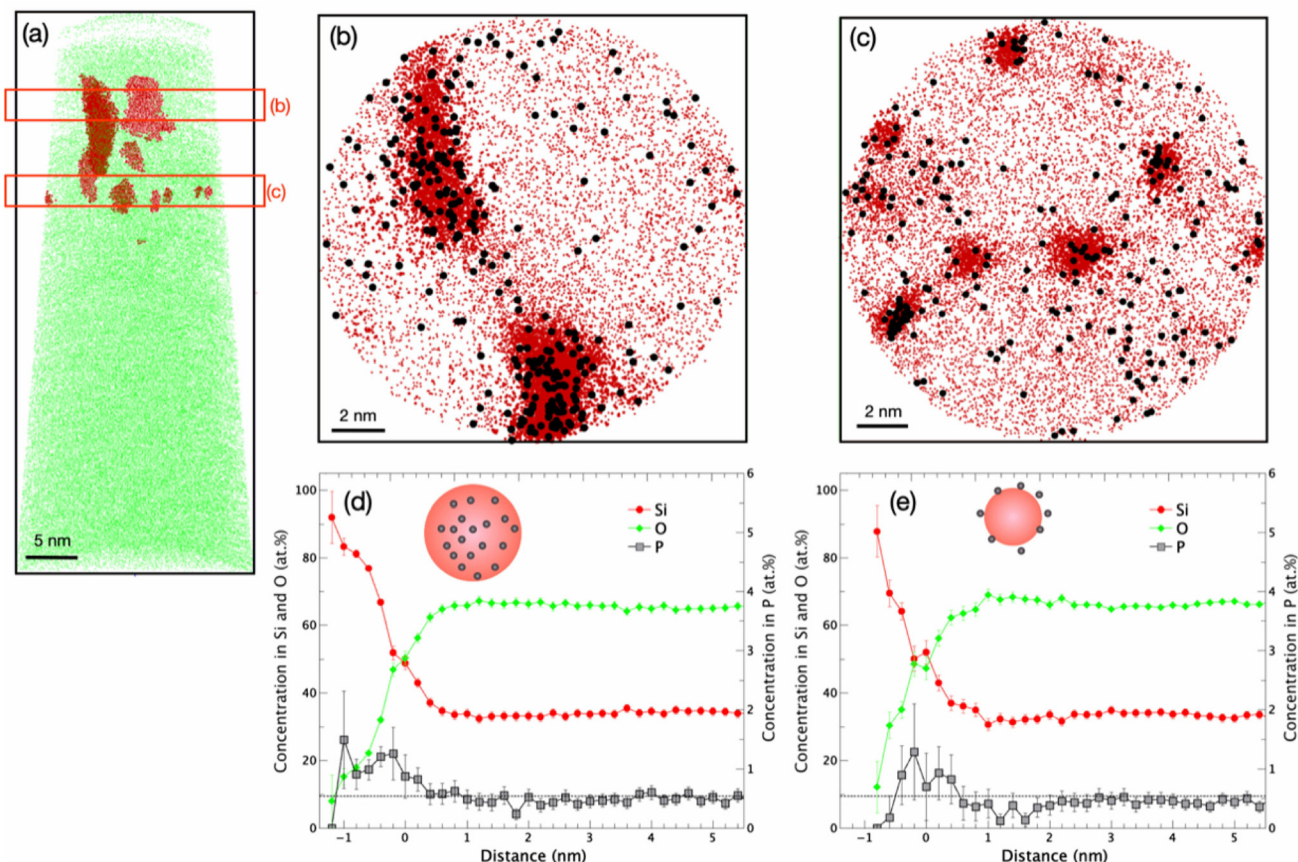 (a)
(b)
(c)
5 nm
(b)
2 nm
(c)
2 nm
(d)
Si
O
P
Concentration in Si and O (at.%)
100
80
60
40
20
0
Concentration in P (at.%)
6
5
4
3
2
1
0
−1 0 1 2 3 4 5
Distance (nm)
(e)
Si
O
P
Concentration in Si and O (at.%)
100
80
60
40
20
0
Concentration in P (at.%)
6
5
4
3
2
1
0
−1 0 1 2 3 4 5
Distance (nm)